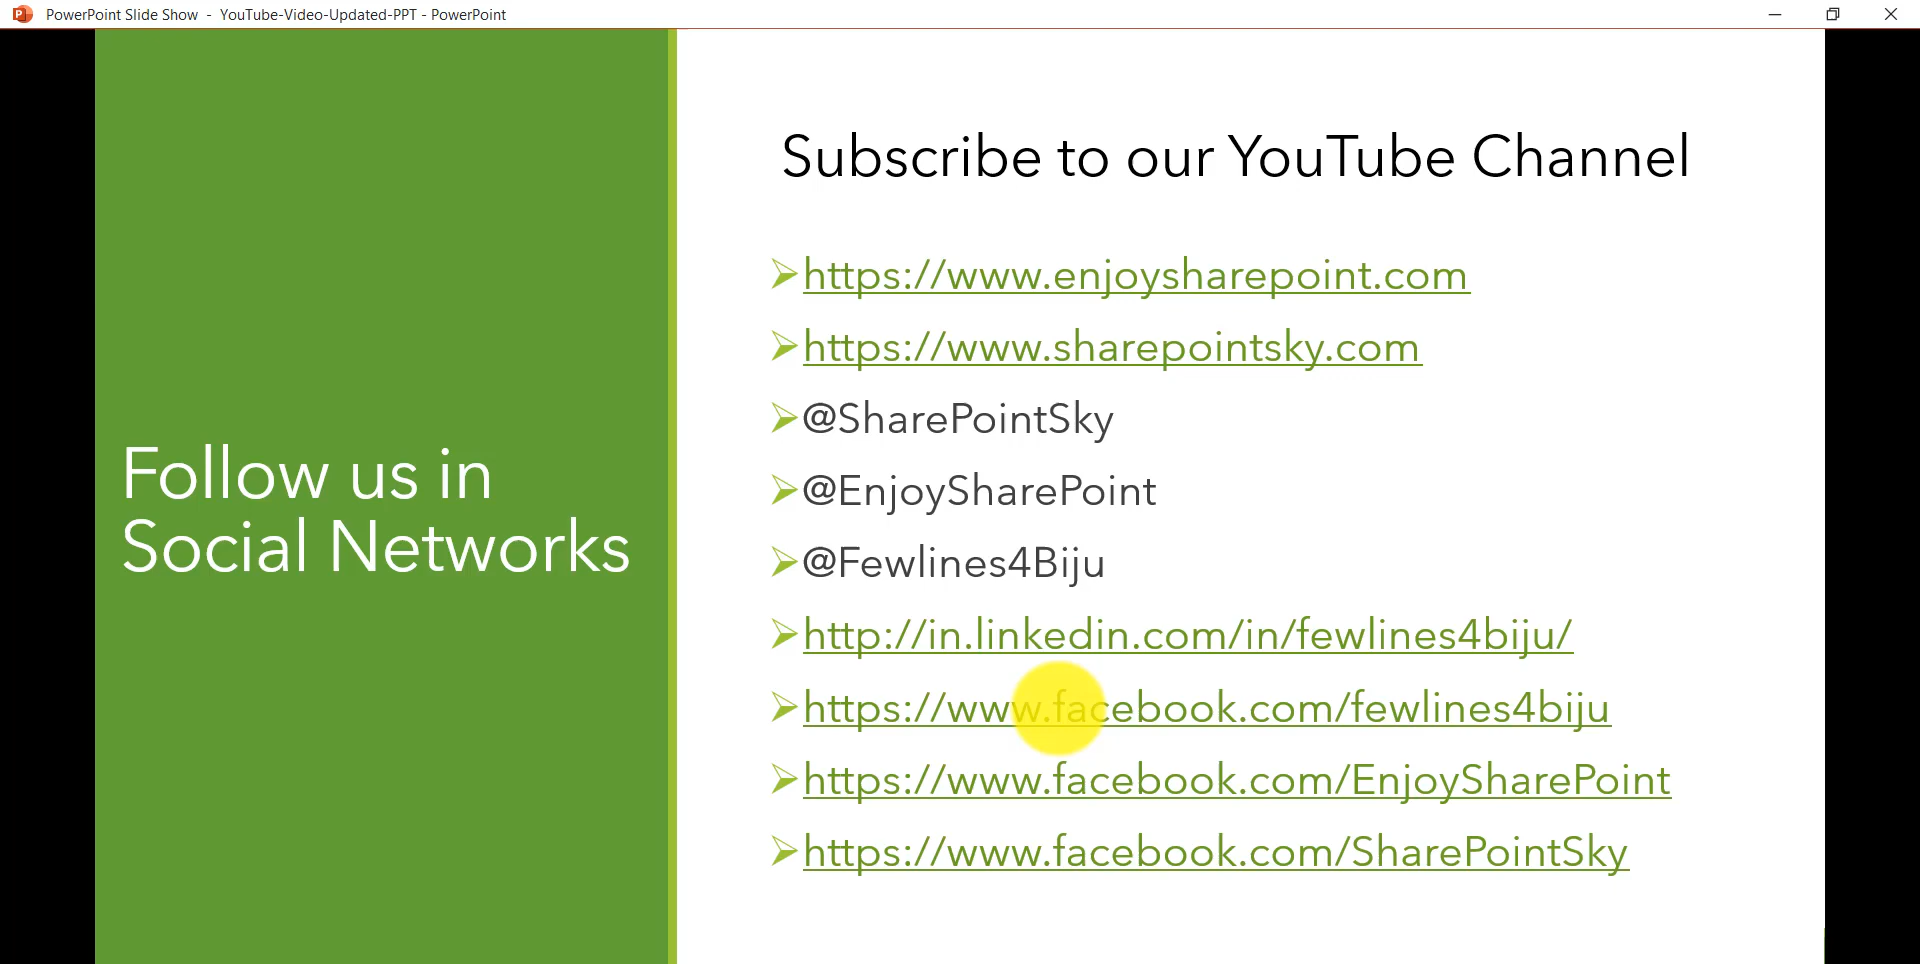 PowerPoint Slide Show - YouTube-Video-Updated-PPT - PowerPoint
Follow us in
Social Networks
Subscribe to our YouTube Channel
https://www.enjoysharepoint.com
https://www.sharepointsky.com
@SharePointSky
@EnjoySharePoint
@Fewlines4Biju
http://in.linkedin.com/in/fewlines4biju/
https://www.facebook.com/fewlines4biju
https://www.facebook.com/EnjoySharePoint
https://www.facebook.com/SharePointSky